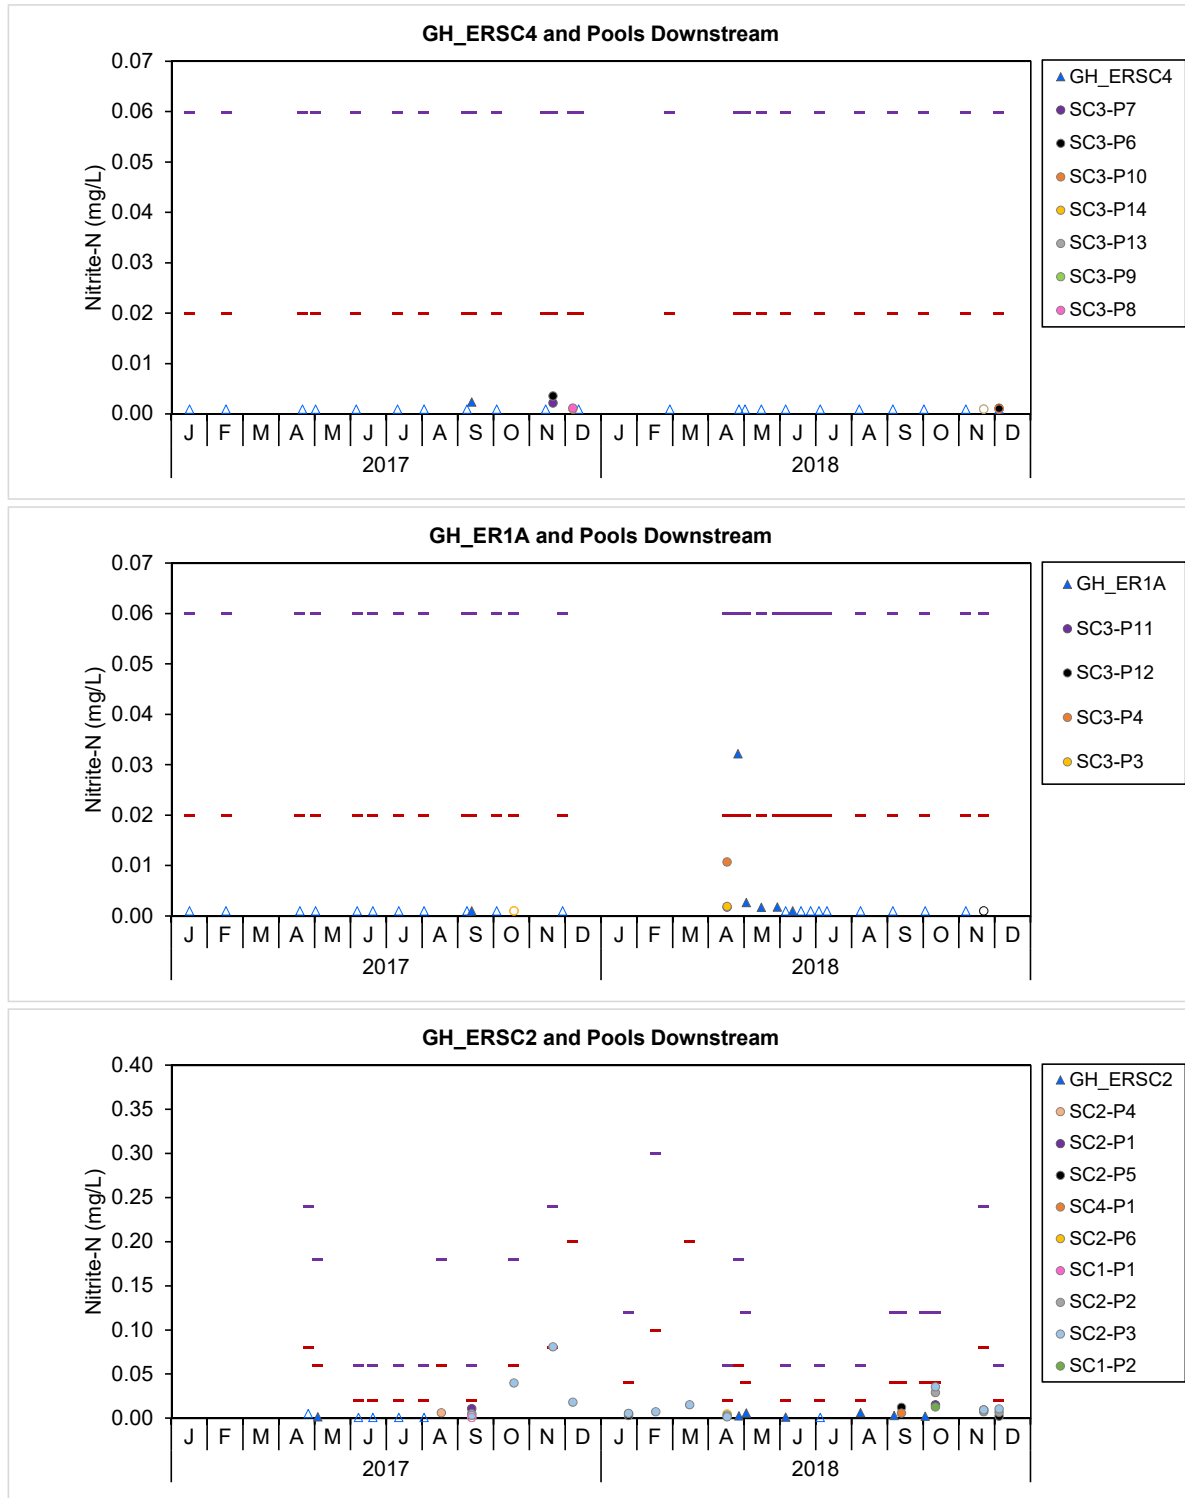 GH_ERSC4 and Pools Downstream
Nitrite-N (mg/L)
0.07
0.06
0.05
0.04
0.03
0.02
0.01
0.00
J F M A M J J A S O N D J F M A M J J A S O N D
2017 2018
GH_ERSC4
SC3-P7
SC3-P6
SC3-P10
SC3-P14
SC3-P13
SC3-P9
SC3-P8
GH_ER1A and Pools Downstream
Nitrite-N (mg/L)
0.07
0.06
0.05
0.04
0.03
0.02
0.01
0.00
J F M A M J J A S O N D J F M A M J J A S O N D
2017 2018
GH_ER1A
SC3-P11
SC3-P12
SC3-P4
SC3-P3
GH_ERSC2 and Pools Downstream
Nitrite-N (mg/L)
0.40
0.35
0.30
0.25
0.20
0.15
0.10
0.05
0.00
J F M A M J J A S O N D J F M A M J J A S O N D
2017 2018
GH_ERSC2
SC2-P4
SC2-P1
SC2-P5
SC4-P1
SC2-P6
SC1-P1
SC2-P2
SC2-P3
SC1-P2